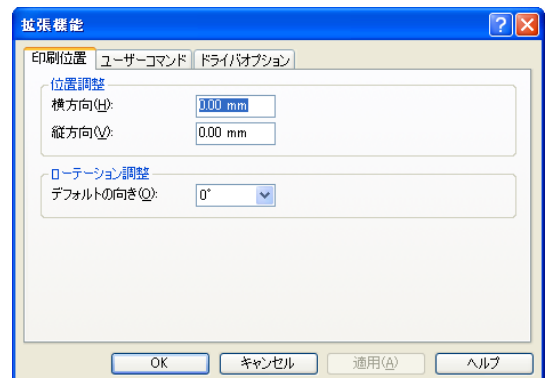 拡張機能
印刷位置 ユーザーコマンド ドライバオプション
位置調整
横方向(H): 0.00 mm
縦方向(V): 0.00 mm
ローテーション調整
デフォルトの向き(O): 0°
OK キャンセル 適用(A) ヘルプ